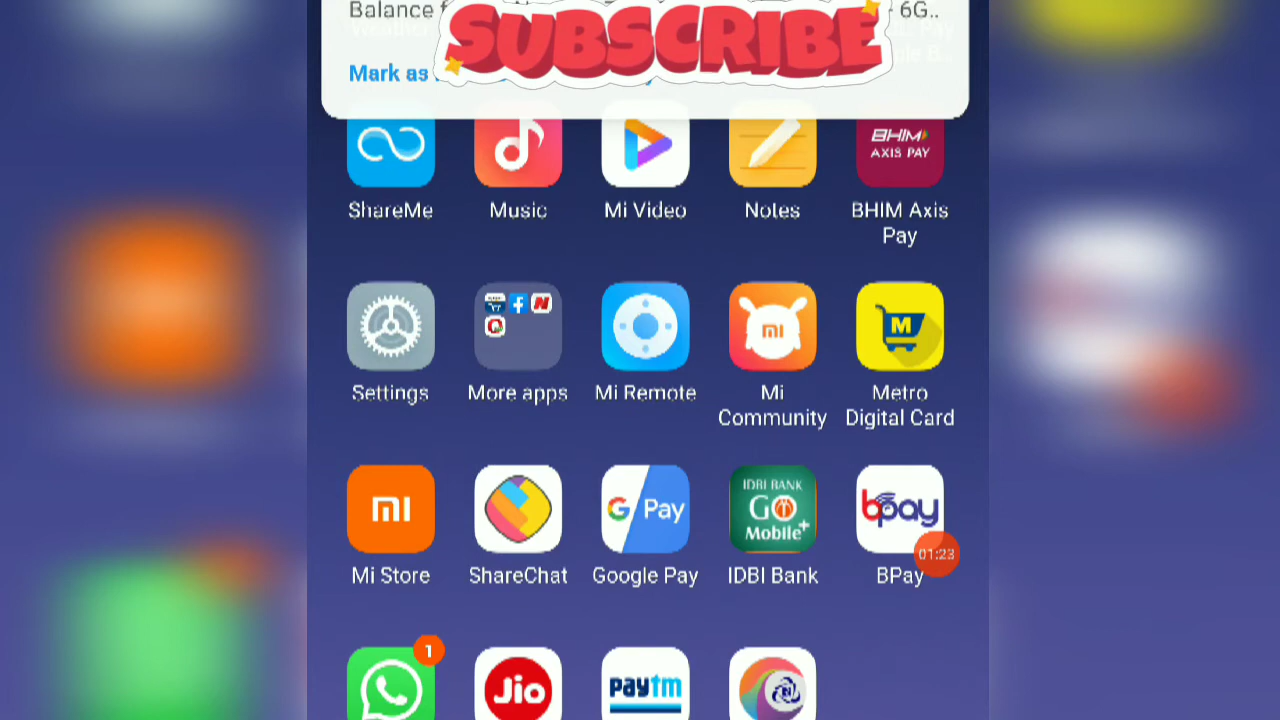 Balance
6G..
SUBSCRIBE
Mark as
BHIM
AXIS PAY
ShareMe
Music
Mi Video
Notes
BHIM Axis
Pay
M
Settings
More apps
Mi Remote
Mi
Community
Metro
Digital Card
mi
G Pay
IDBI BANK
GO
Mobile+
bpay
01:23
Mi Store
ShareChat
Google Pay
IDBI Bank
BPay
1
Jio
paytm